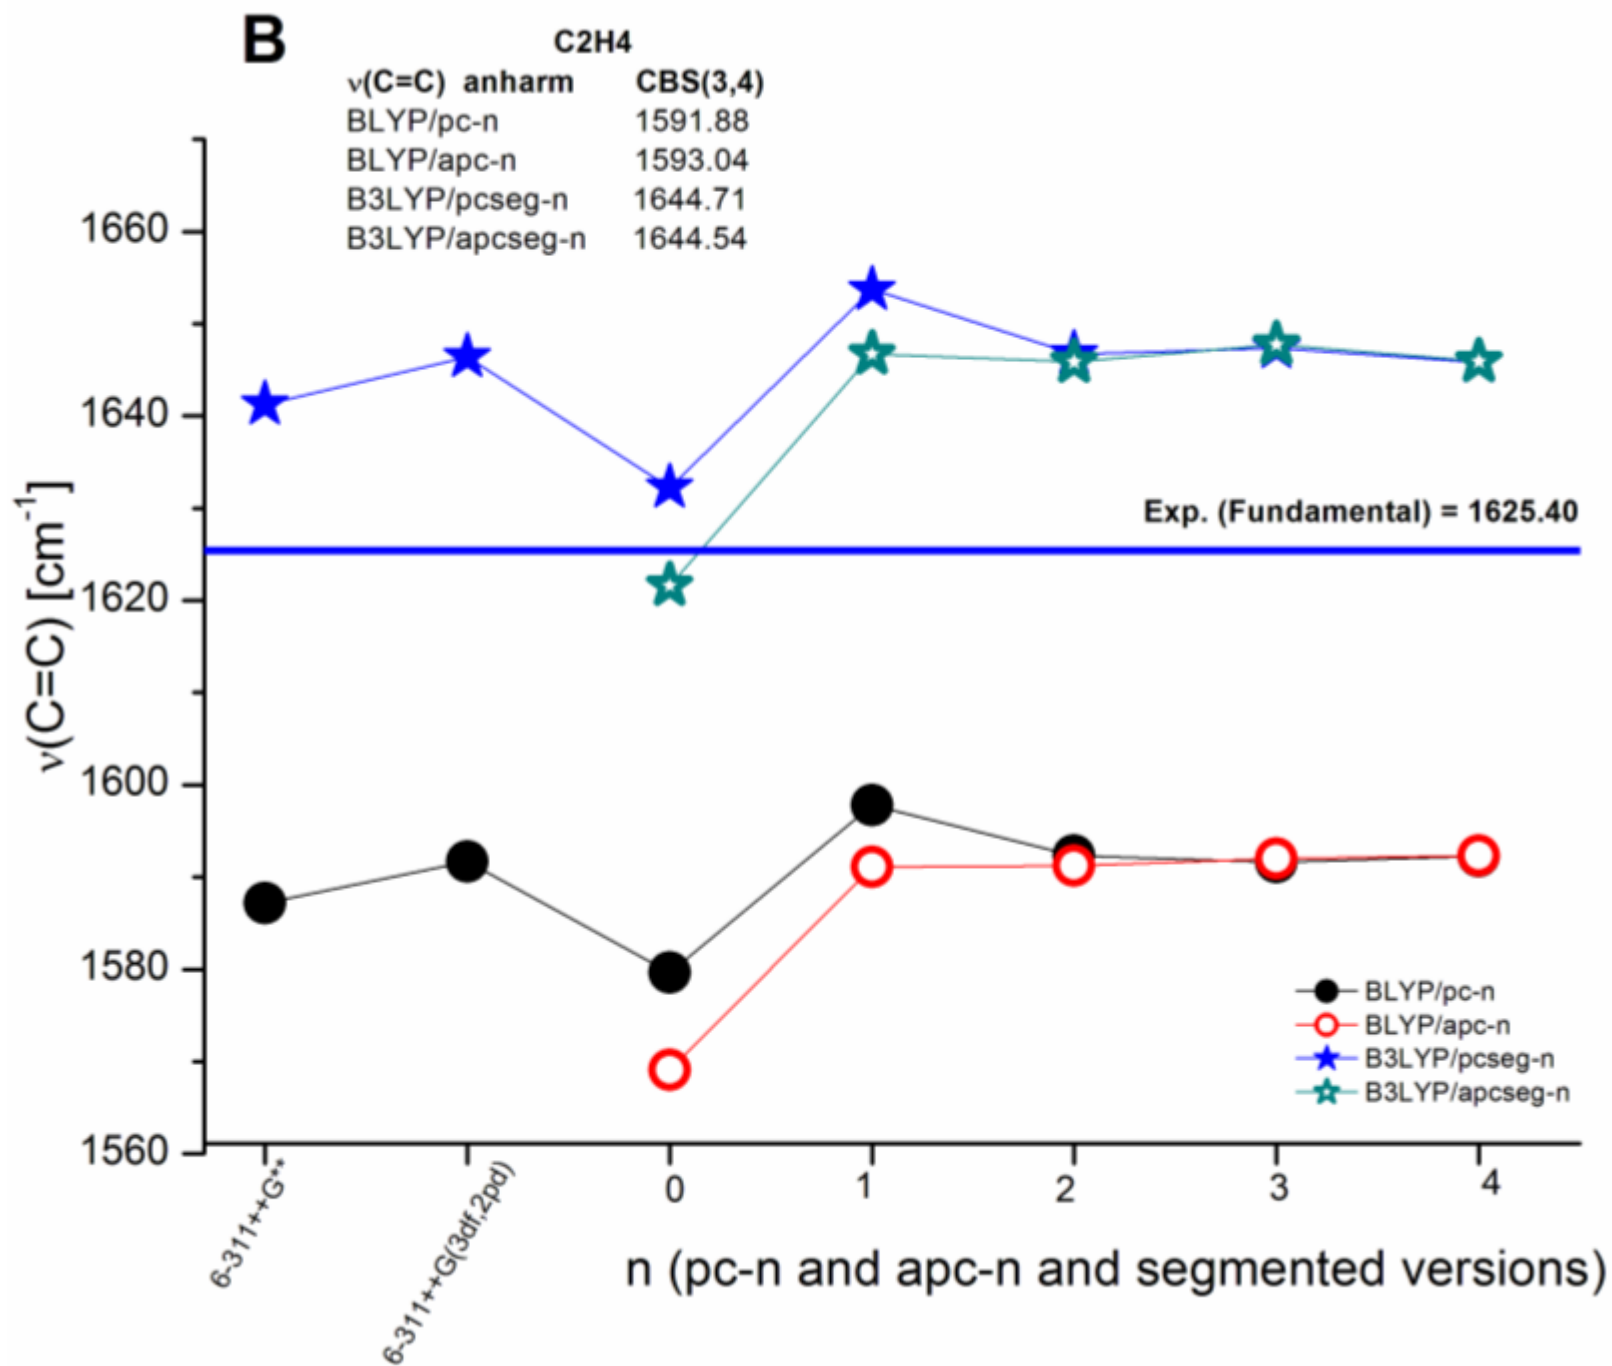 B
C2H4
ν(C=C) anharm CBS(3,4)
BLYP/pc-n 1591.88
BLYP/apc-n 1593.04
B3LYP/pcseg-n 1644.71
B3LYP/apcseg-n 1644.54
1660
1640
1620
1600
1580
1560
ν(C=C) [cm-1]
Exp. (Fundamental) = 1625.40
BLYP/pc-n
BLYP/apc-n
B3LYP/pcseg-n
B3LYP/apcseg-n
6-311++G**
6-311++G(3df,2pd)
0 1 2 3 4
n (pc-n and apc-n and segmented versions)